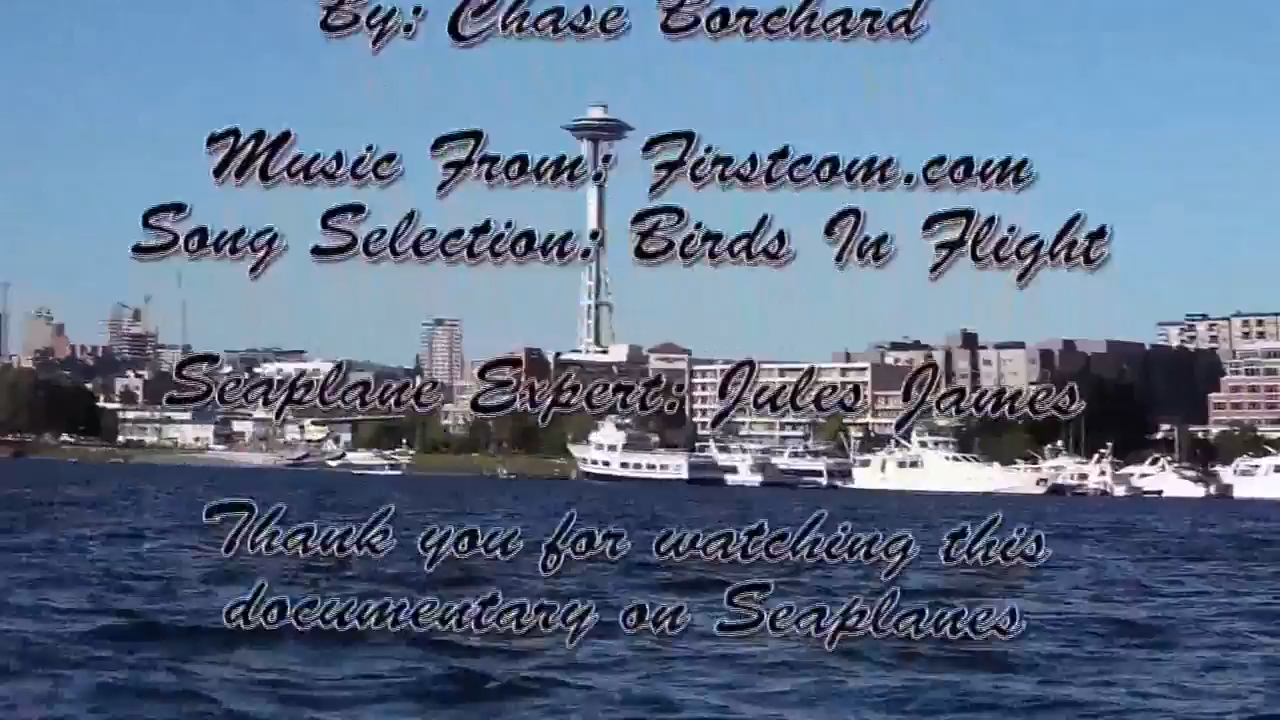 By: Chase Borchard
Music From: Firstcom.com
Song Selection: Birds In Flight
Seaplane Expert: Jules James
Thank you for watching this
documentary on Seaplanes